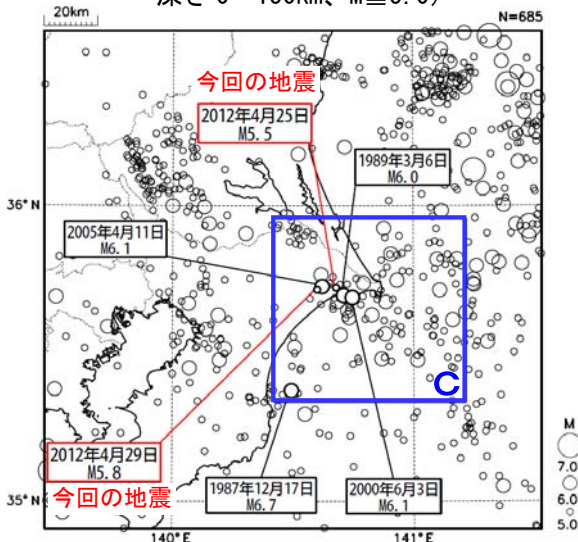 深さ0～150km、M≧5.0)
20km
N=685
今回の地震
2012年4月25日
M5.5
1989年3月6日
M6.0
36°N
2005年4月11日
M6.1
C
2012年4月29日
M5.8
今回の地震
1987年12月17日
M6.7
2000年6月3日
M6.1
M
7.0
6.0
5.0
35°N
140°E
141°E